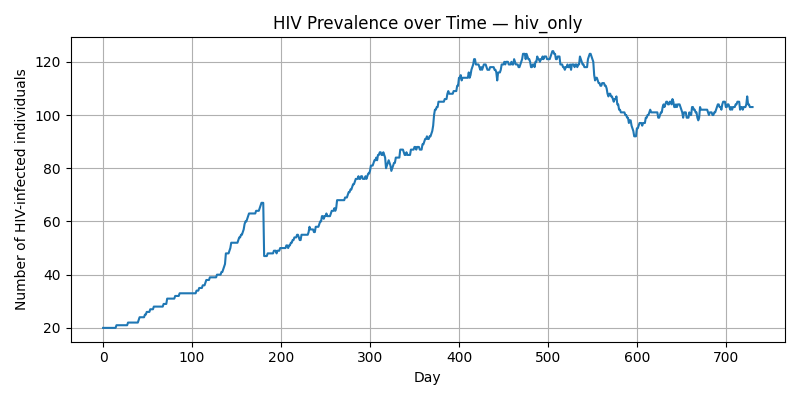 HIV Prevalence over Time — hiv_only
Number of HIV-infected individuals
120
100
80
60
40
20
0 100 200 300 400 500 600 700
Day